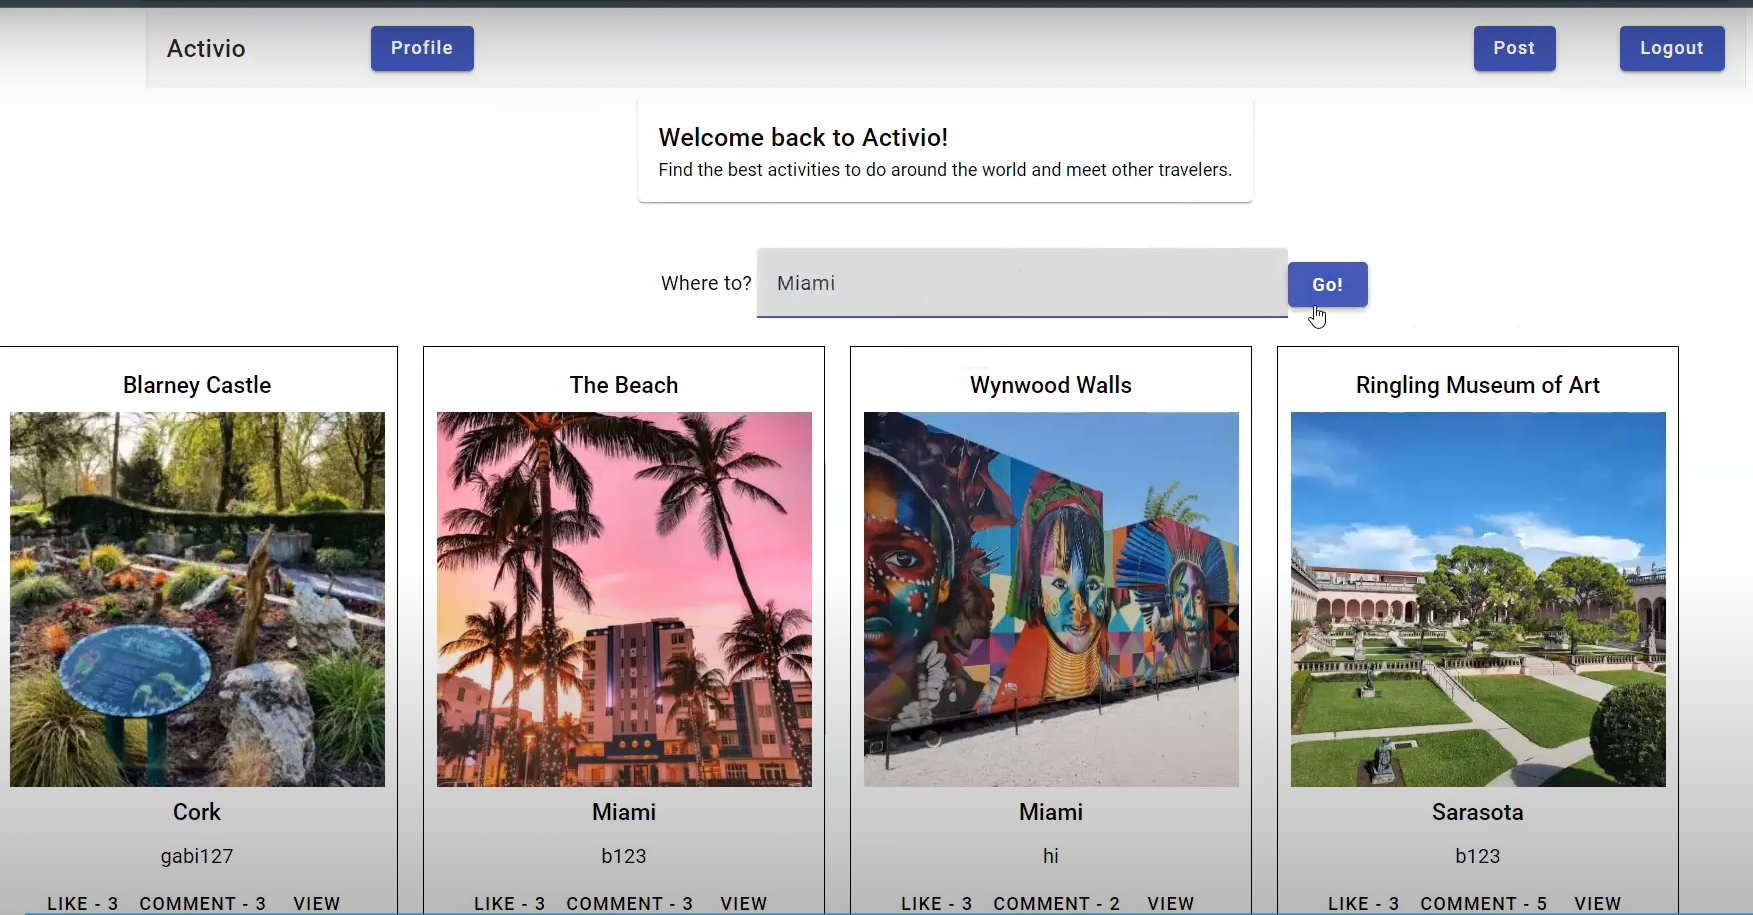 Activio
Profile
Post
Logout
Welcome back to Activio!
Find the best activities to do around the world and meet other travelers.
Where to?
Miami
Go!
Blarney Castle
The Beach
Wynwood Walls
Ringling Museum of Art
Cork
Miami
Miami
Sarasota
gabi127
b123
hi
b123
LIKE - 3 COMMENT - 3 VIEW
LIKE - 3 COMMENT - 3 VIEW
LIKE - 3 COMMENT - 2 VIEW
LIKE - 3 COMMENT - 5 VIEW